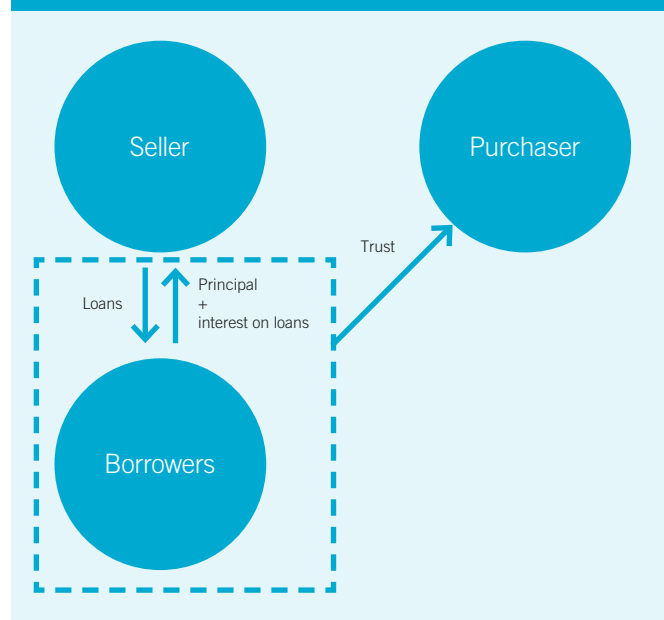 Seller
Purchaser
Trust
Loans
Principal
+
interest on loans
Borrowers